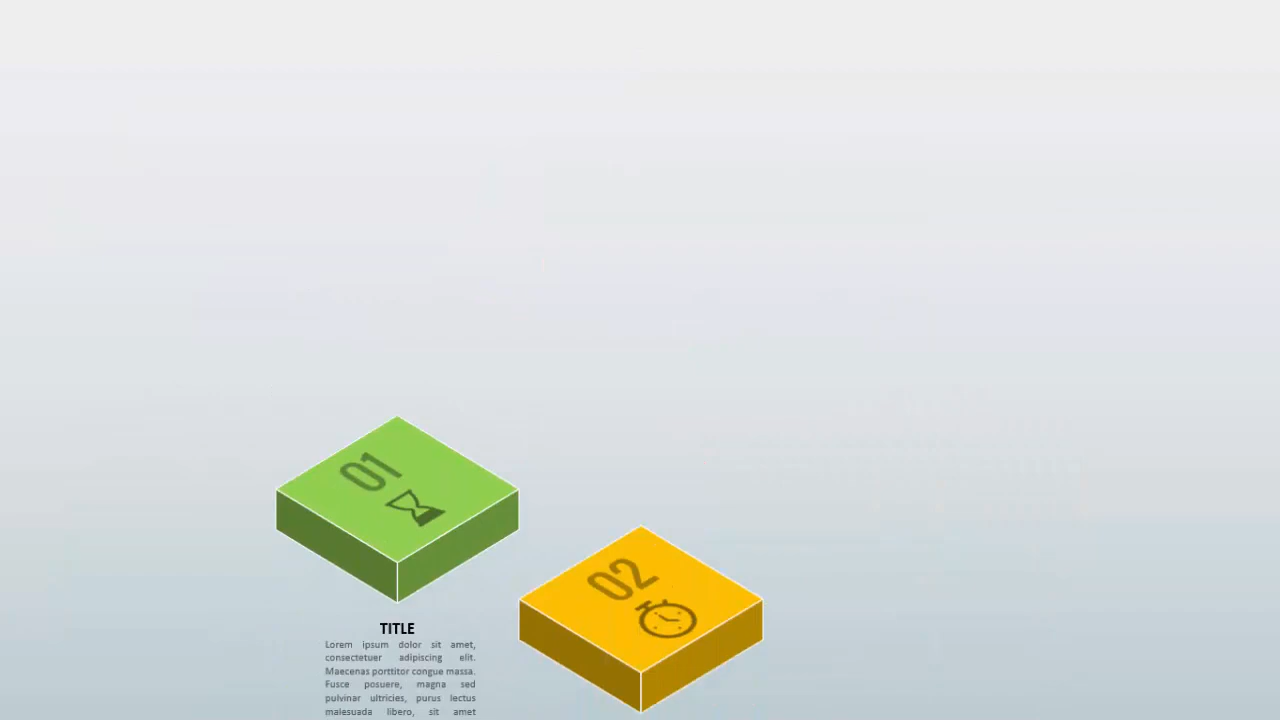 01
02
TITLE
Lorem ipsum dolor sit amet,
consectetuer adipiscing elit.
Maecenas porttitor congue massa.
Fusce posuere, magna sed
pulvinar ultricies, purus lectus
malesuada libero, sit amet